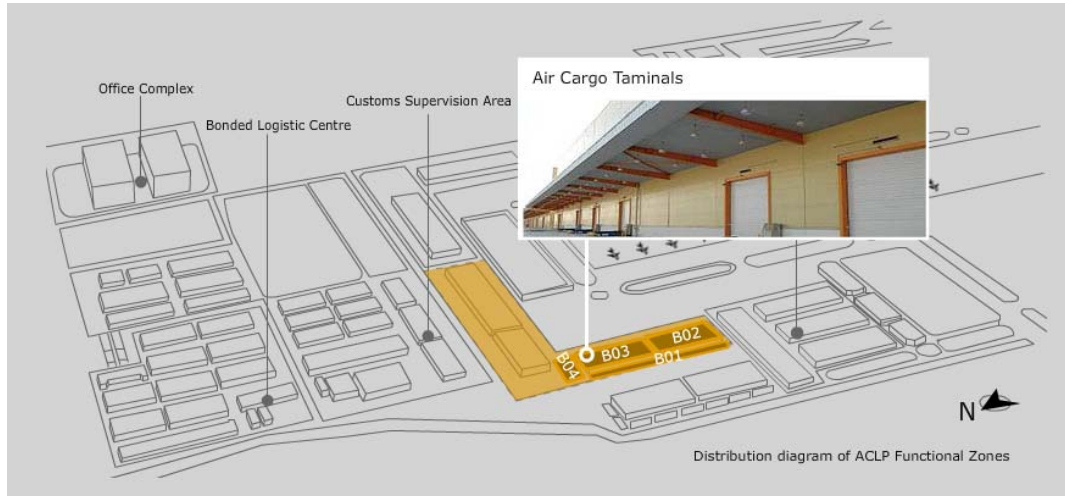 Air Cargo Taminals
Office Complex
Customs Supervision Area
Bonded Logistic Centre
B02
B03
B01
B04
N
Distribution diagram of ACLP Functional Zones